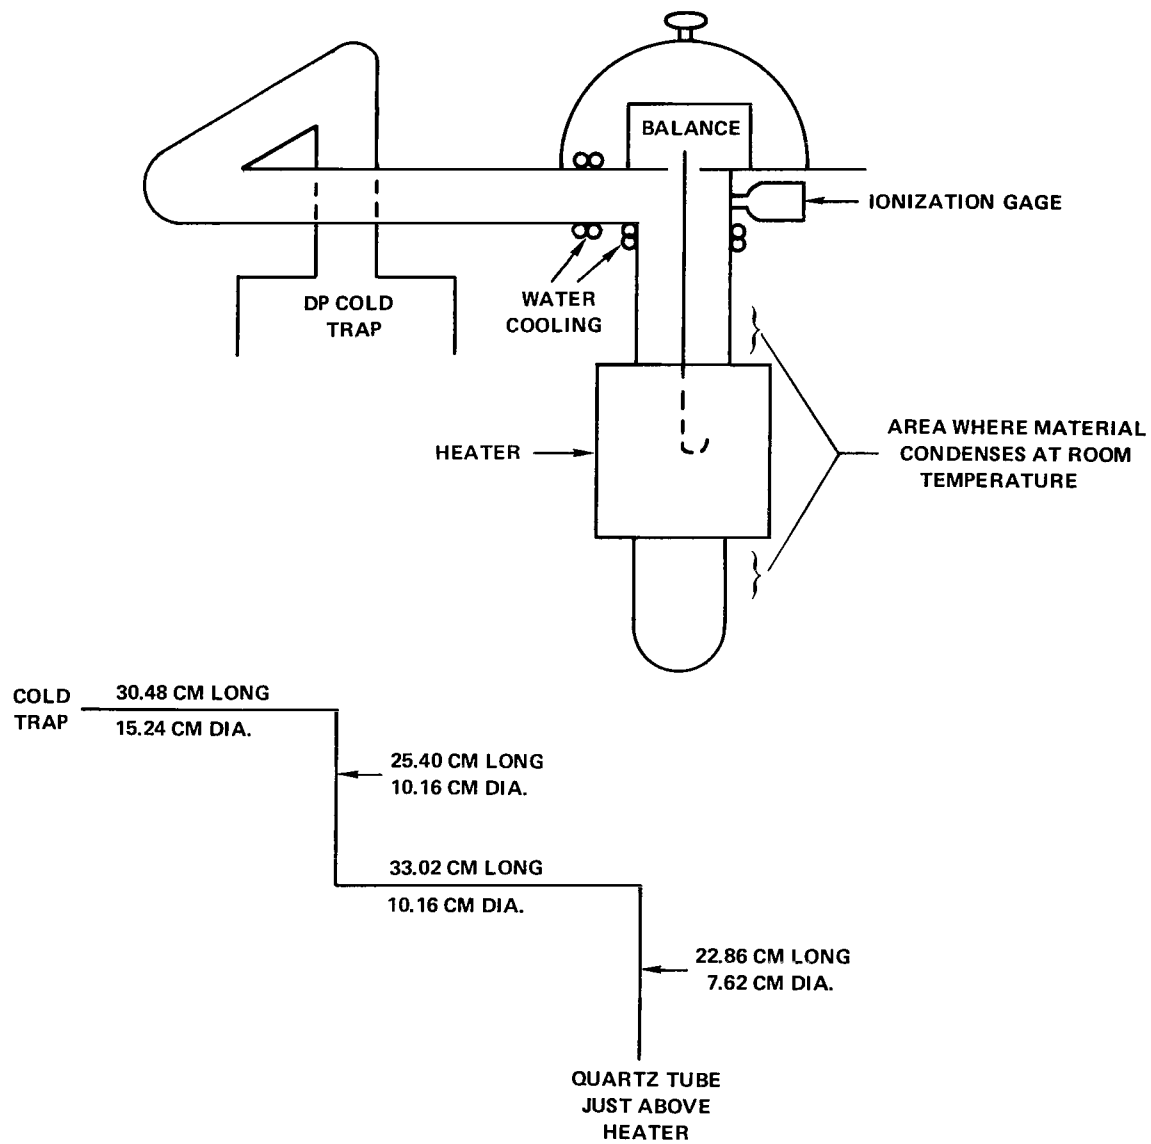 BALANCE
IONIZATION GAGE
DP COLD
TRAP
WATER
COOLING
HEATER
AREA WHERE MATERIAL
CONDENSES AT ROOM
TEMPERATURE
COLD
TRAP
30.48 CM LONG
15.24 CM DIA.
25.40 CM LONG
10.16 CM DIA.
33.02 CM LONG
10.16 CM DIA.
22.86 CM LONG
7.62 CM DIA.
QUARTZ TUBE
JUST ABOVE
HEATER